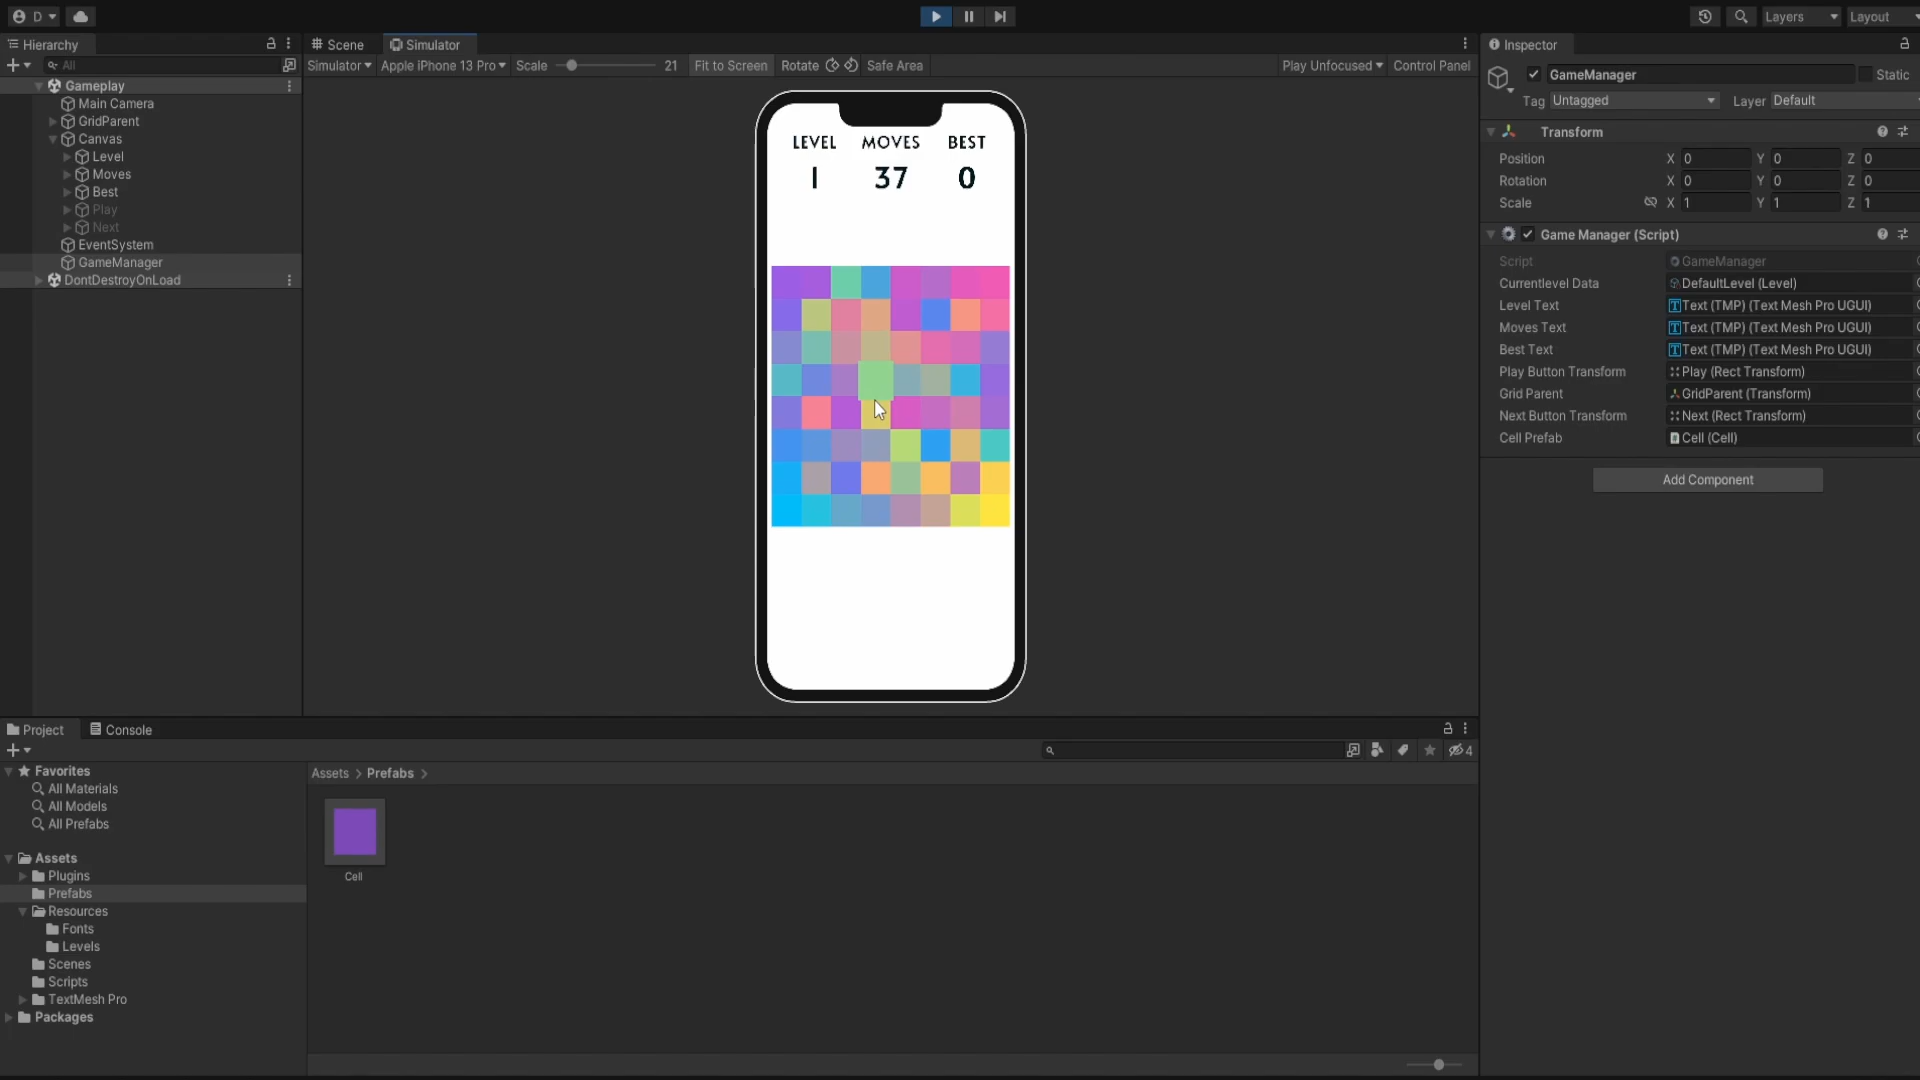 D
Layers
Layout
Hierarchy
All
Gameplay
Main Camera
GridParent
Canvas
Level
Moves
Best
Play
Next
EventSystem
GameManager
DontDestroyOnLoad
Scene
Simulator
Simulator
Apple iPhone 13 Pro
Scale
21
Fit to Screen
Rotate
Safe Area
Play Unfocused
Control Panel
LEVEL MOVES BEST
1 37 0
Inspector
GameManager
Static
Tag Untagged
Layer Default
Transform
Position X 0 Y 0 Z 0
Rotation X 0 Y 0 Z 0
Scale X 1 Y 1 Z 1
Game Manager (Script)
Script GameManager
Currentlevel Data DefaultLevel (Level)
Level Text Text (TMP) (Text Mesh Pro UGUI)
Moves Text Text (TMP) (Text Mesh Pro UGUI)
Best Text Text (TMP) (Text Mesh Pro UGUI)
Play Button Transform Play (Rect Transform)
Grid Parent GridParent (Transform)
Next Button Transform Next (Rect Transform)
Cell Prefab Cell (Cell)
Add Component
Project
Console
4
Favorites
All Materials
All Models
All Prefabs
Assets
Plugins
Prefabs
Resources
Fonts
Levels
Scenes
Scripts
TextMesh Pro
Packages
Assets > Prefabs >
Cell